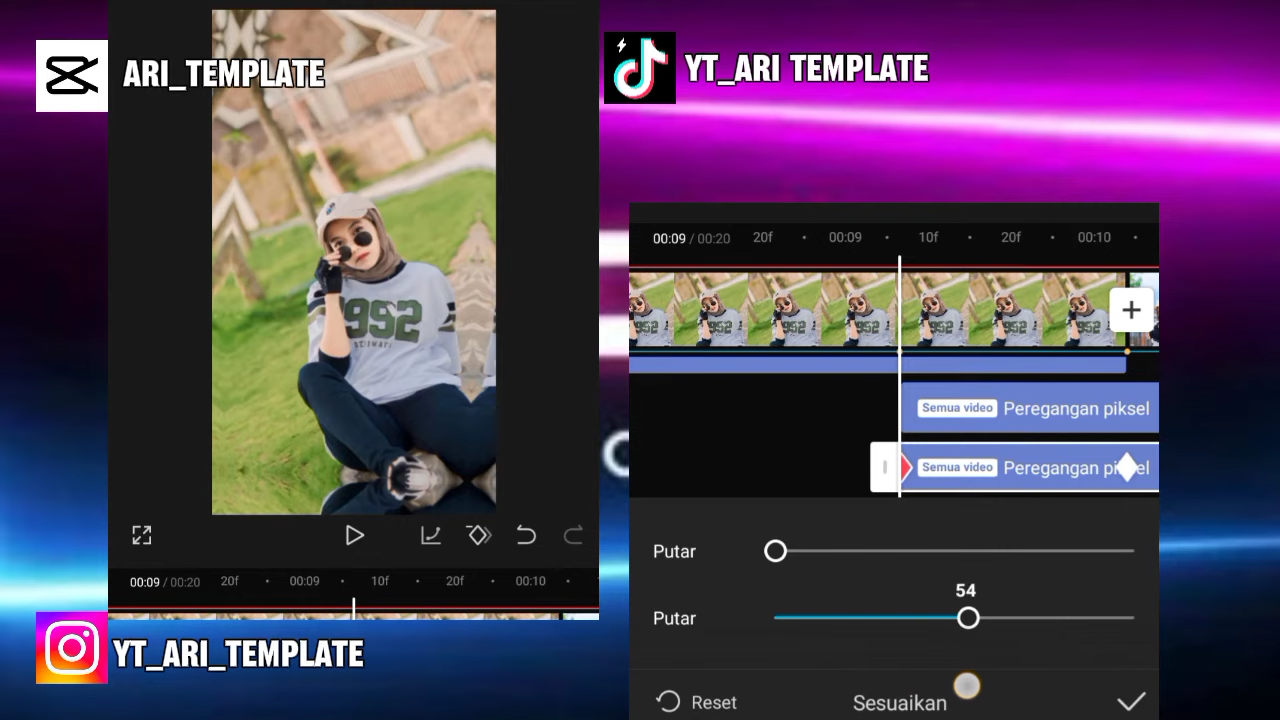 ARI_TEMPLATE
YT_ARI TEMPLATE
1952
00:09 / 00:20 20f 00:09 10f 20f 00:10
YT_ARI_TEMPLATE
00:09 / 00:20 20f 00:09 10f 20f 00:10
Semua video Peregangan piksel
Semua video Peregangan piksel
Putar
54
Putar
Reset Sesuaikan